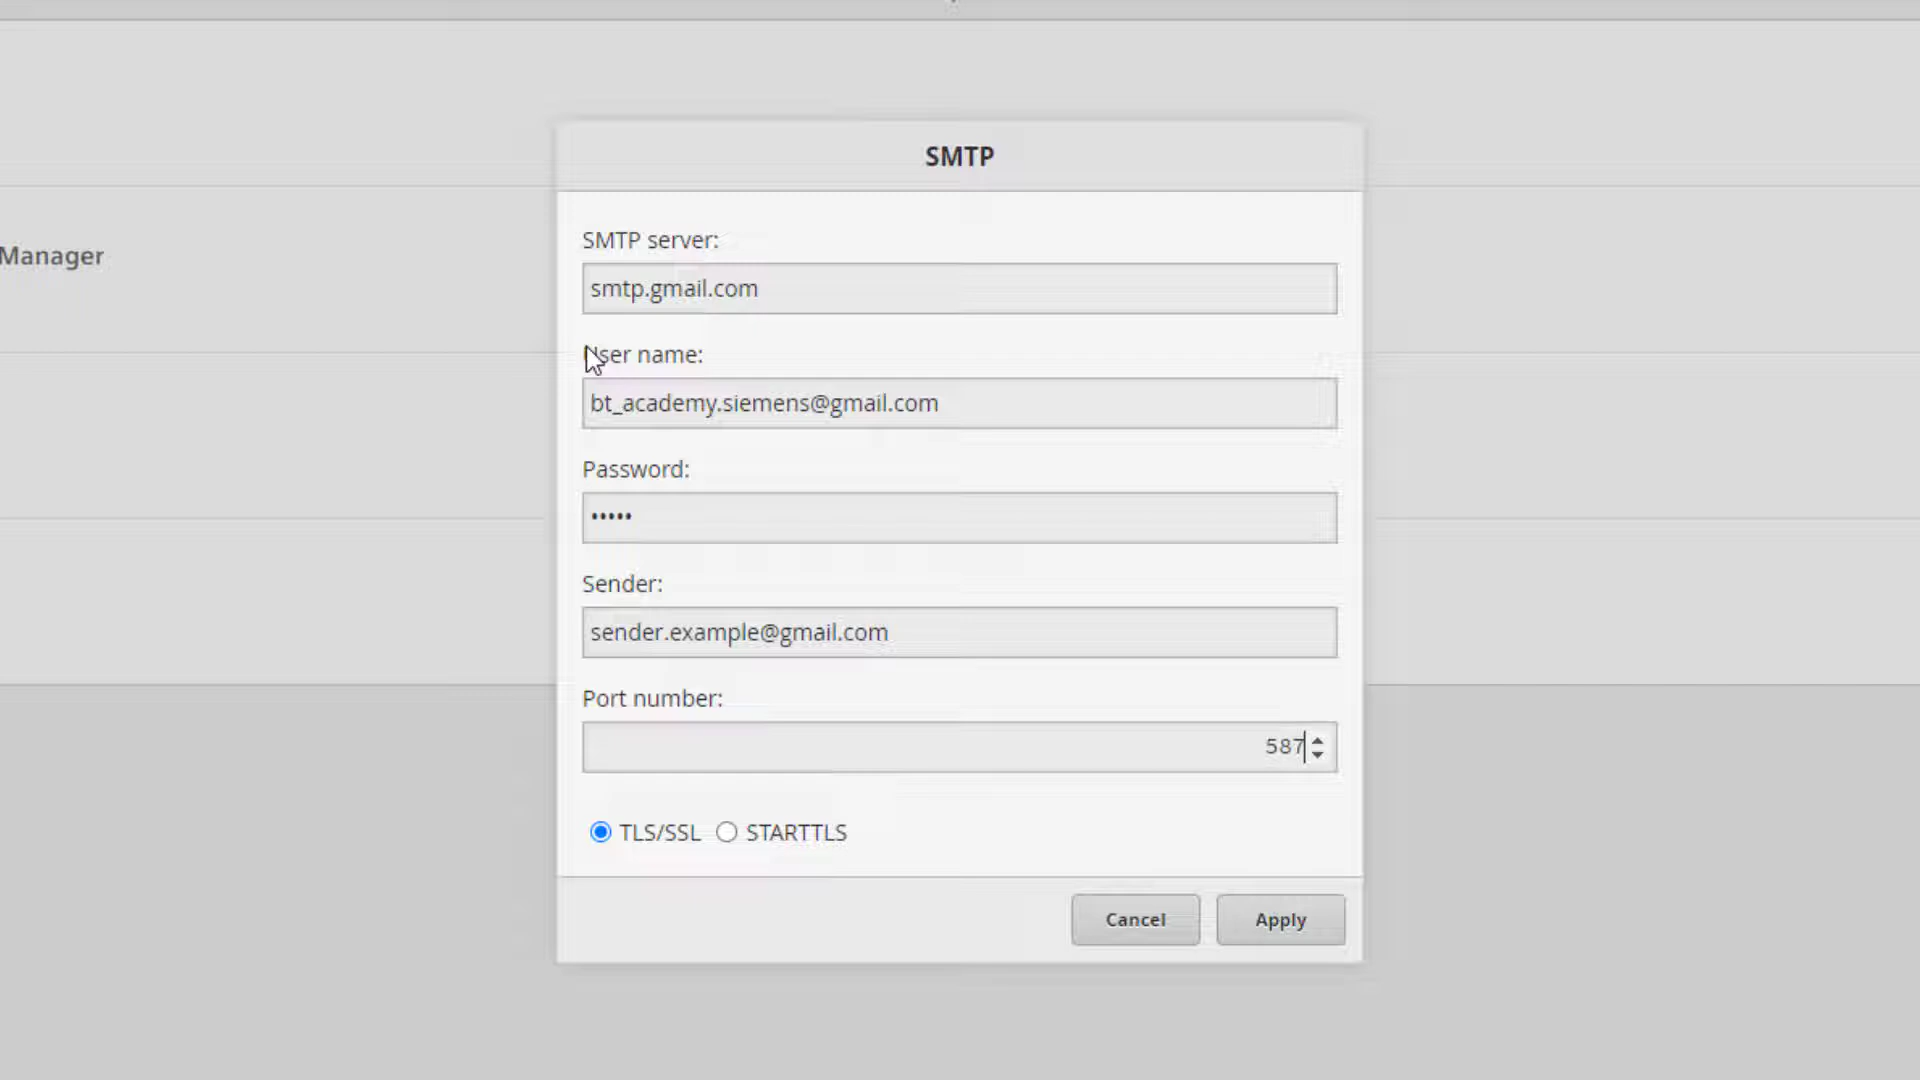 SMTP
SMTP server:
smtp.gmail.com
Manager
User name:
bt_academy.siemens@gmail.com
Password:
•••••
Sender:
sender.example@gmail.com
Port number:
587
TLS/SSL STARTTLS
Cancel Apply